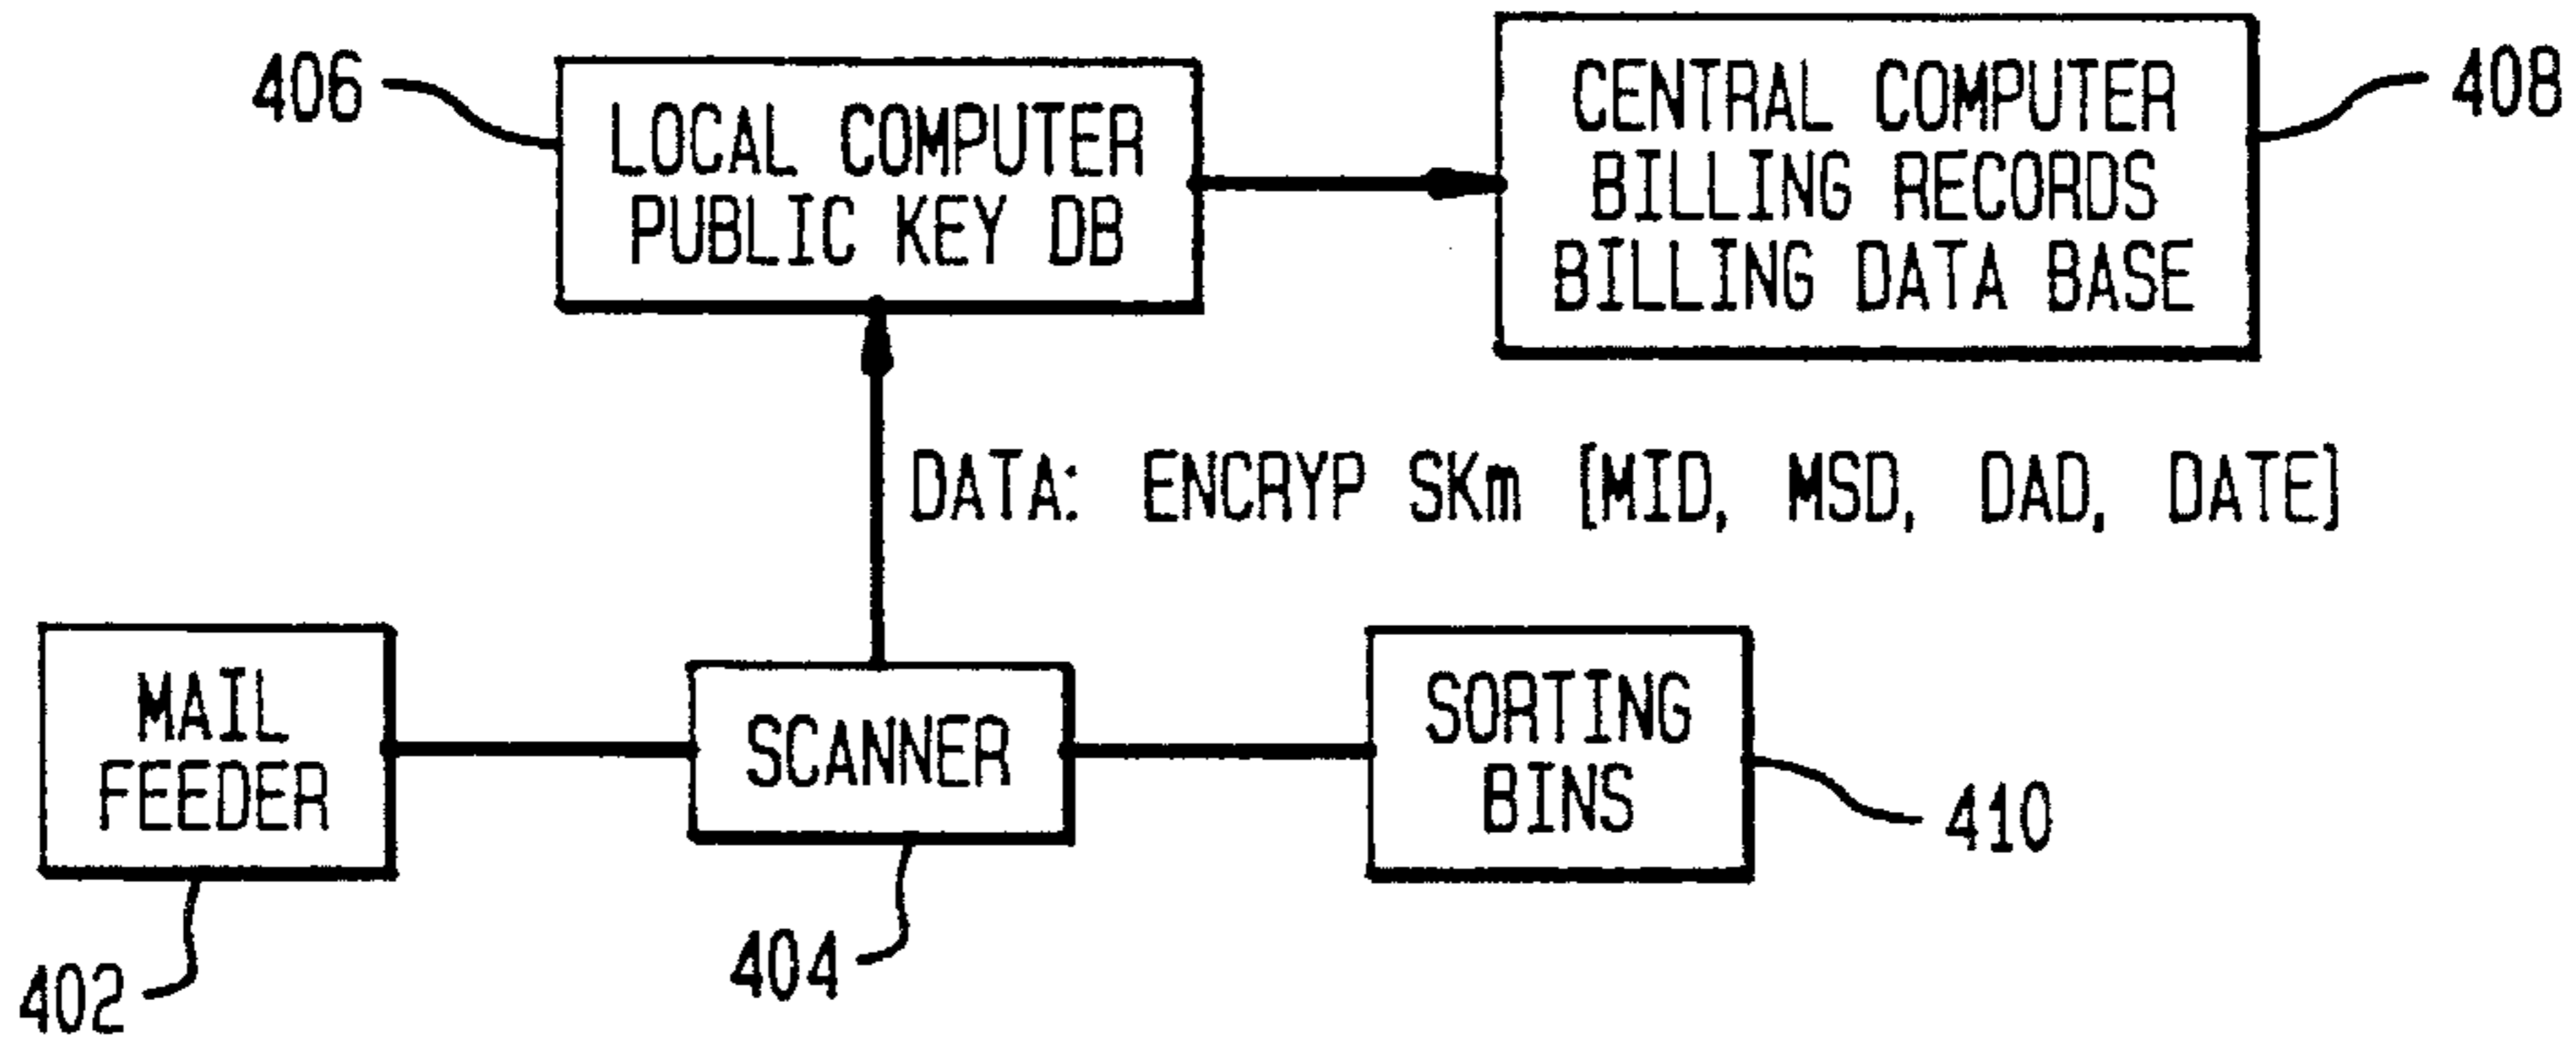 406
LOCAL COMPUTER
PUBLIC KEY DB
CENTRAL COMPUTER
BILLING RECORDS
BILLING DATA BASE
408
DATA: ENCRYP SKm [MID, MSD, DAD, DATE]
MAIL
FEEDER
SCANNER
SORTING
BINS
402
404
410